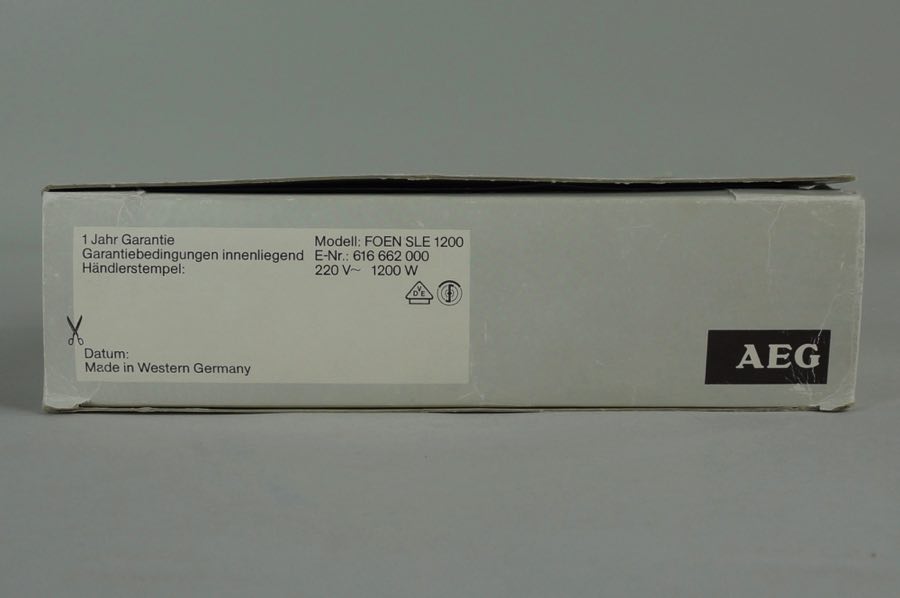 1 Jahr Garantie
Garantiebedingungen innenliegend
Händlerstempel:
Modell: FOEN SLE 1200
E-Nr.: 616 662 000
220 V~ 1200 W
VDE
Datum:
Made in Western Germany
AEG